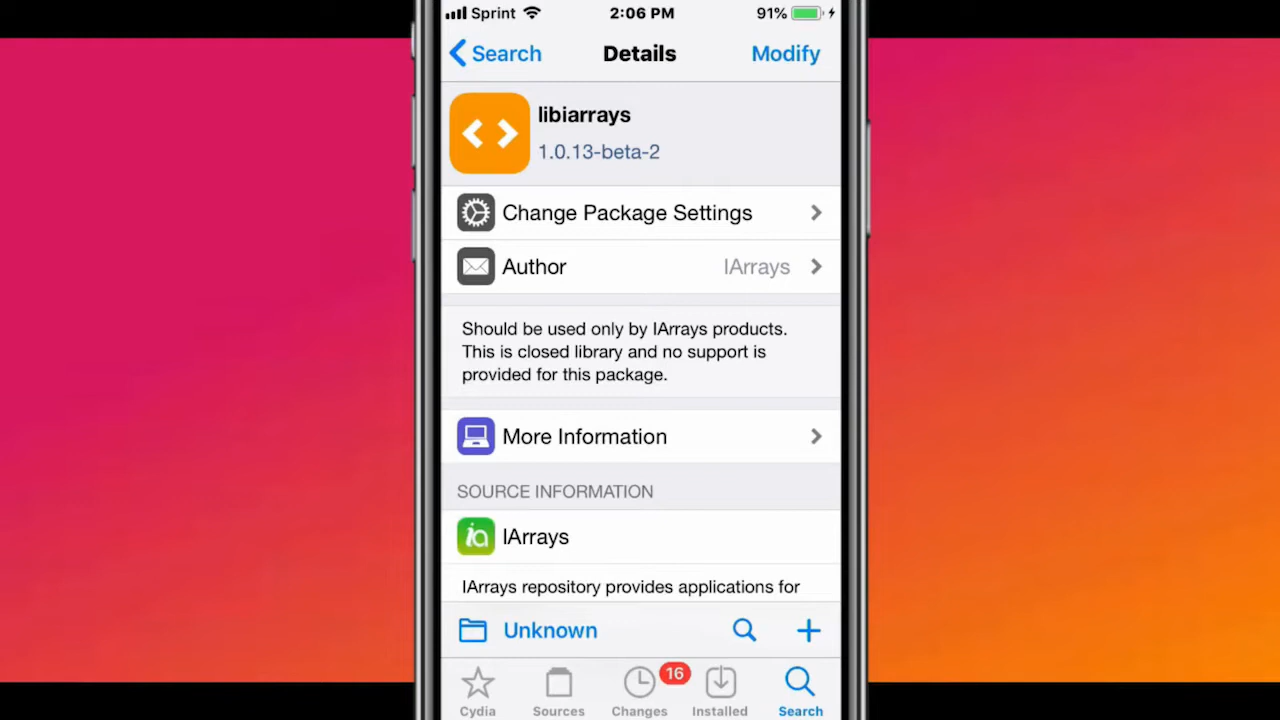 Sprint 2:06 PM 91%
Search Details Modify
libiarrays
1.0.13-beta-2
Change Package Settings
Author IArrays
Should be used only by IArrays products.
This is closed library and no support is
provided for this package.
More Information
SOURCE INFORMATION
ia IArrays
IArrays repository provides applications for
Unknown
16
Cydia Sources Changes Installed Search